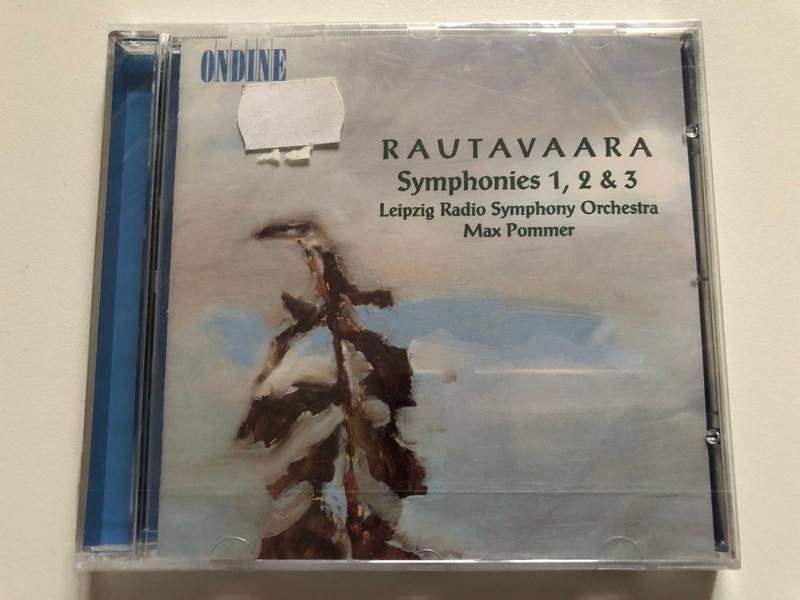 ONDINE
RAUTAVAARA
Symphonies 1, 2 & 3
Leipzig Radio Symphony Orchestra
Max Pommer